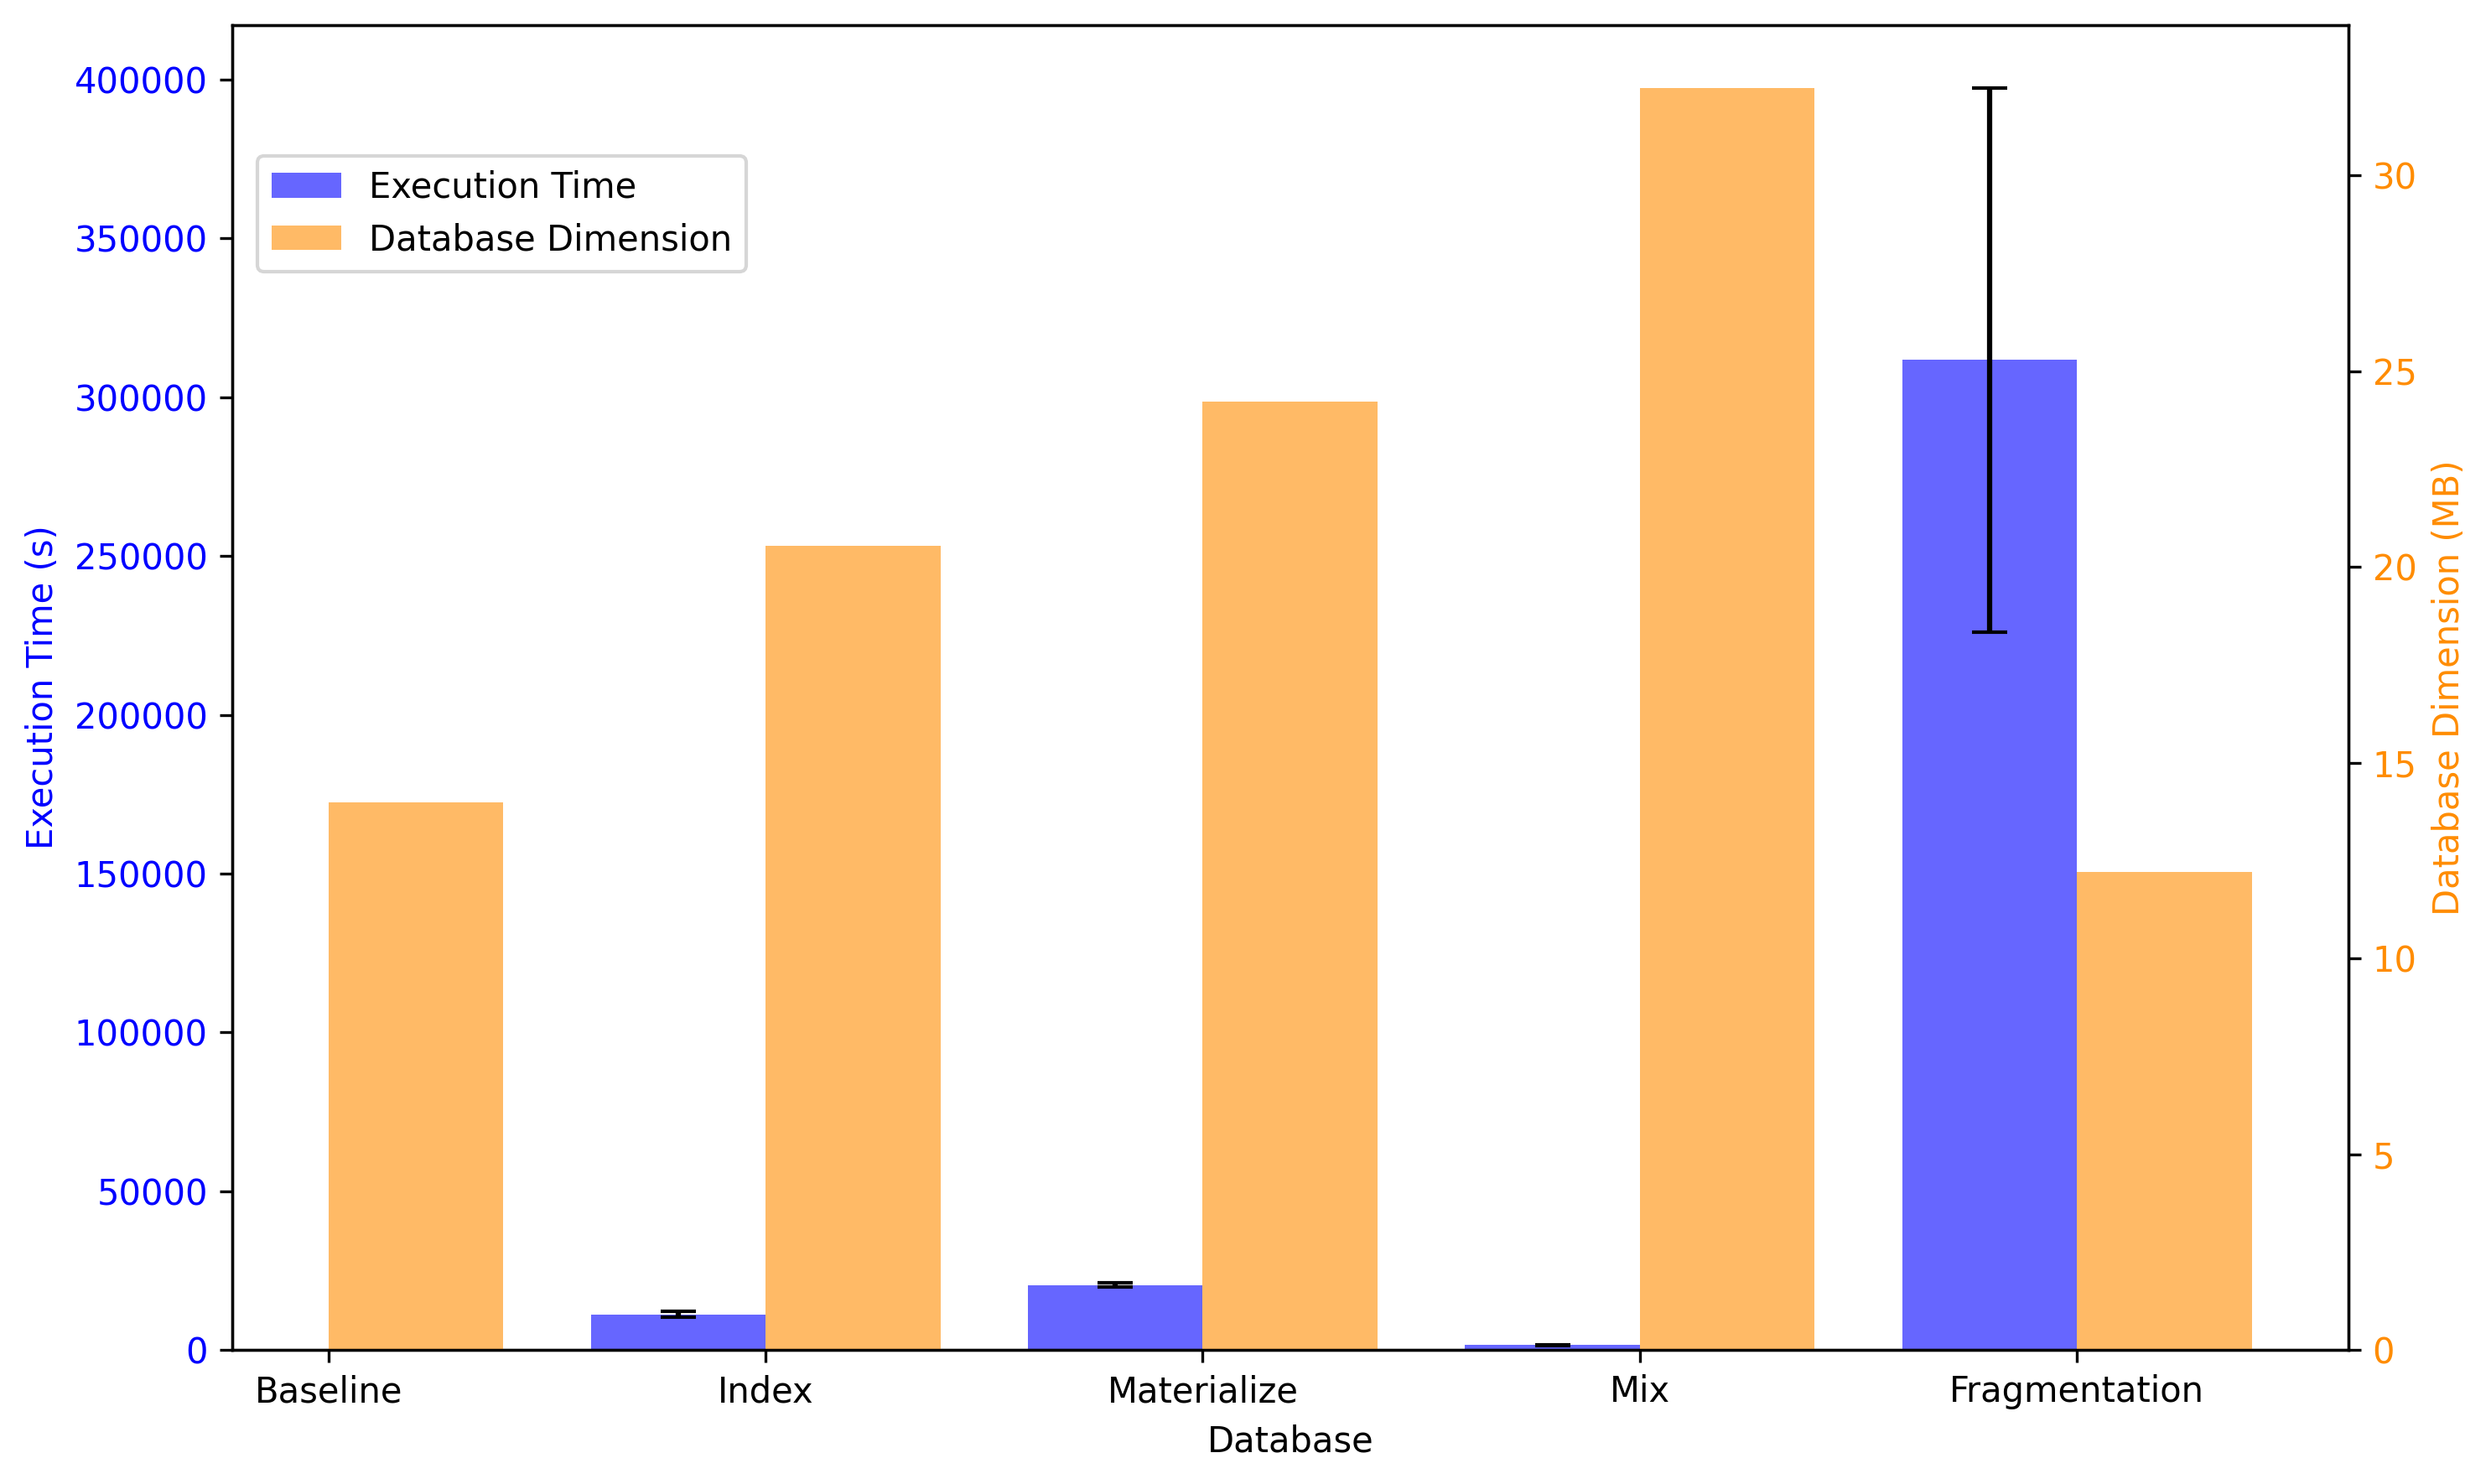 400000
350000
300000
250000
200000
150000
100000
50000
0
Execution Time (s)
Execution Time
Database Dimension
30
25
20
15
10
5
0
Database Dimension (MB)
Baseline
Index
Materialize
Mix
Fragmentation
Database